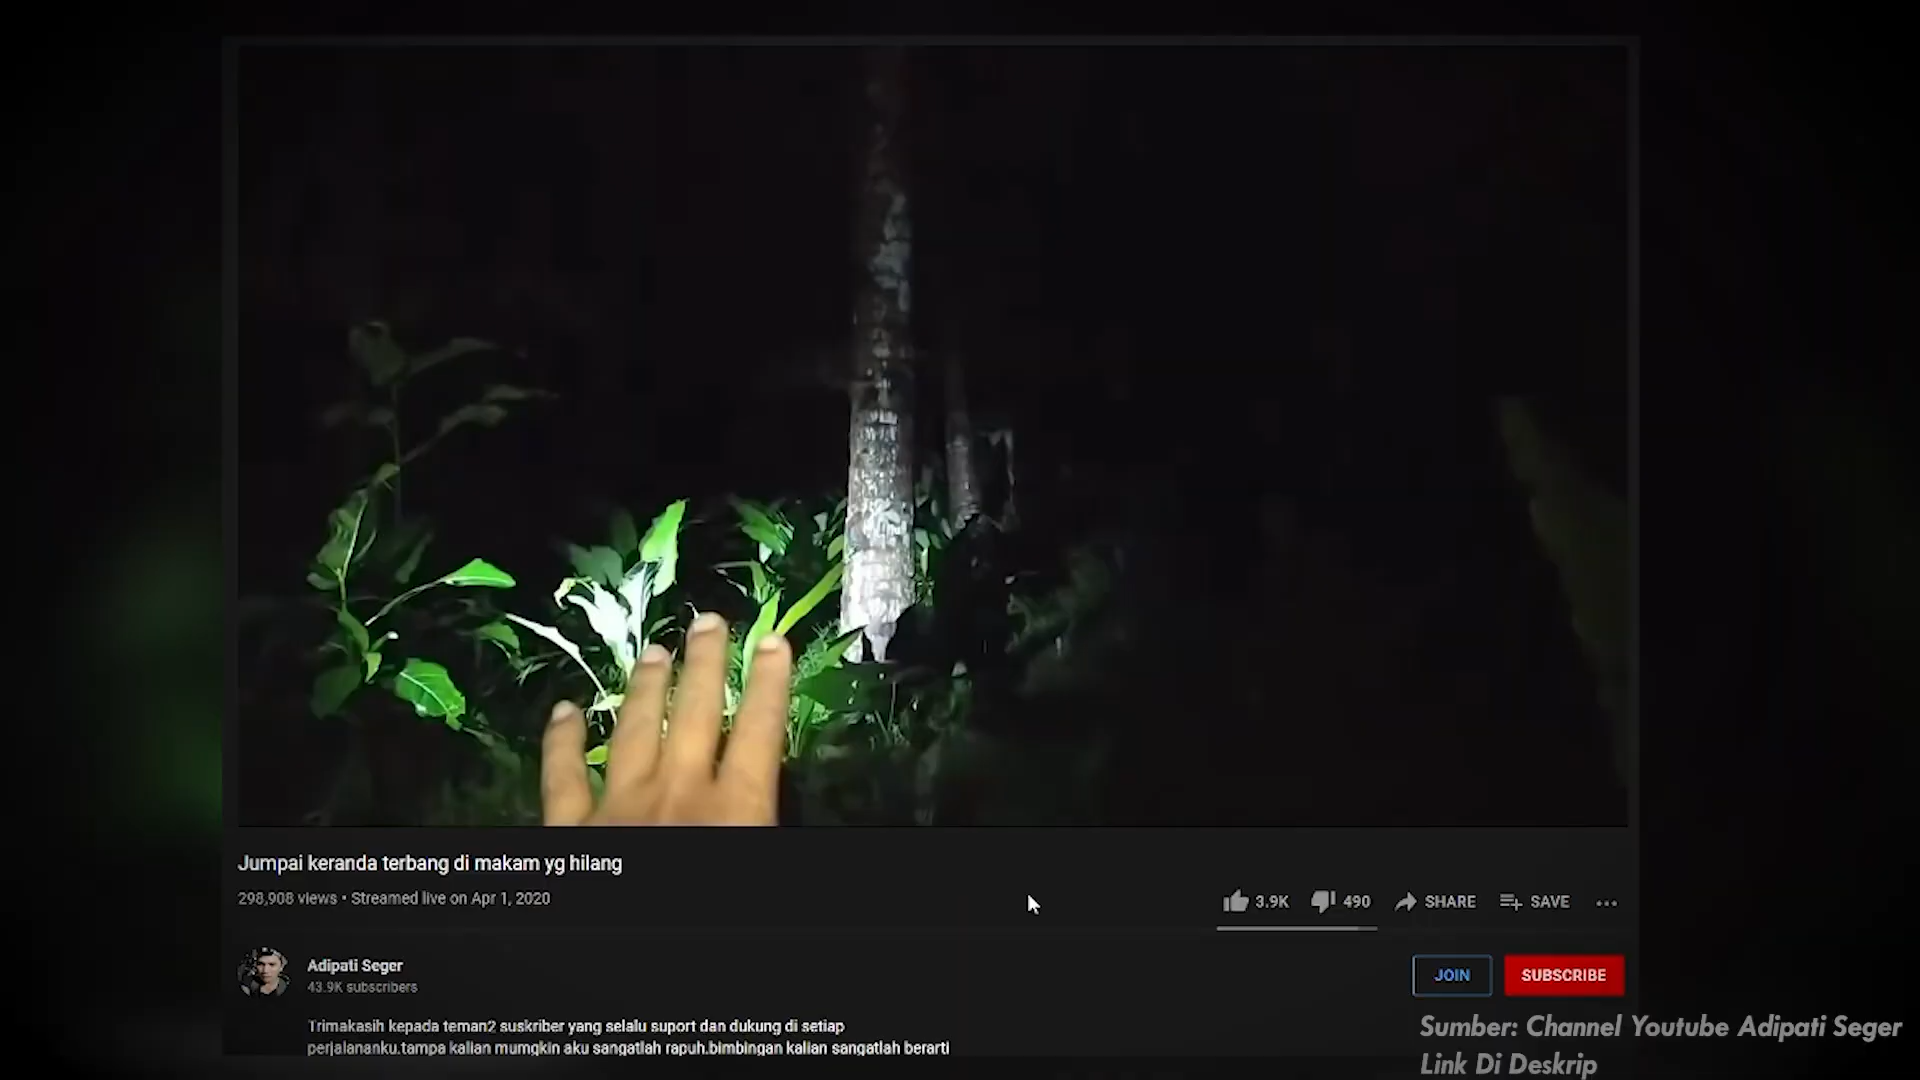 Jumpai keranda terbang di makam yg hilang
298,908 views • Streamed live on Apr 1, 2020
3.9K 490 SHARE SAVE
Adipati Seger
43.9K subscribers
JOIN SUBSCRIBE
Trimakasih kepada teman2 suskriber yang selalu suport dan dukung di setiap
perjalananku.tampa kalian mumgkin aku sangatlah rapuh.bimbingan kalian sangatlah berarti
Sumber: Channel Youtube Adipati Seger
Link Di Deskrip